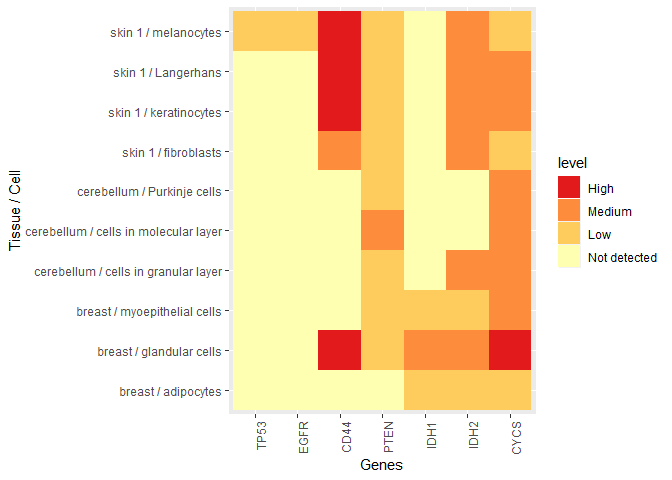 skin 1 / melanocytes
skin 1 / Langerhans
skin 1 / keratinocytes
skin 1 / fibroblasts
cerebellum / Purkinje cells
cerebellum / cells in molecular layer
cerebellum / cells in granular layer
breast / myoepithelial cells
breast / glandular cells
breast / adipocytes
Tissue / Cell
TP53
EGFR
CD44
PTEN
IDH1
IDH2
CYCS
Genes
level
High
Medium
Low
Not detected